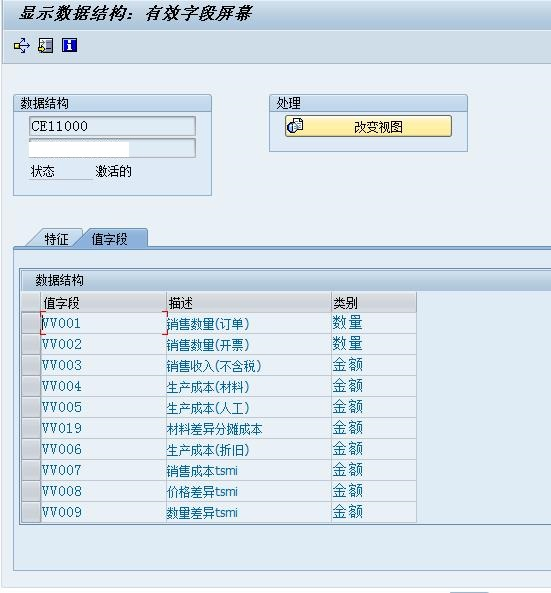 显示数据结构: 有效字段屏幕
数据结构
CE11000
状态 激活的
处理
改变视图
特征 值字段
数据结构
值字段 描述 类别
VV001 销售数量(订单) 数量
VV002 销售数量(开票) 数量
VV003 销售收入(不含税) 金额
VV004 生产成本(材料) 金额
VV005 生产成本(人工) 金额
VV019 材料差异分摊成本 金额
VV006 生产成本(折旧) 金额
VV007 销售成本tsmi 金额
VV008 价格差异tsmi 金额
VV009 数量差异tsmi 金额